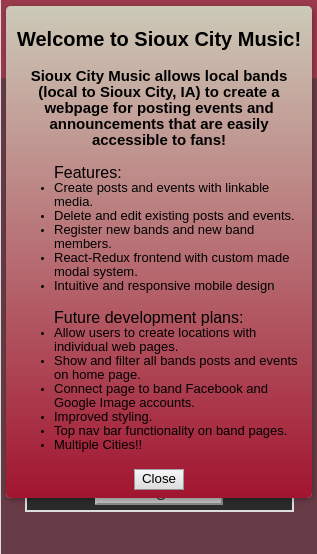 Welcome to Sioux City Music!
Sioux City Music allows local bands
(local to Sioux City, IA) to create a
webpage for posting events and
announcements that are easily
accessible to fans!
Features:
• Create posts and events with linkable
media.
• Delete and edit existing posts and events.
• Register new bands and new band
members.
• React-Redux frontend with custom made
modal system.
• Intuitive and responsive mobile design
Future development plans:
• Allow users to create locations with
individual web pages.
• Show and filter all bands posts and events
on home page.
• Connect page to band Facebook and
Google Image accounts.
• Improved styling.
• Top nav bar functionality on band pages.
• Multiple Cities!!
Close